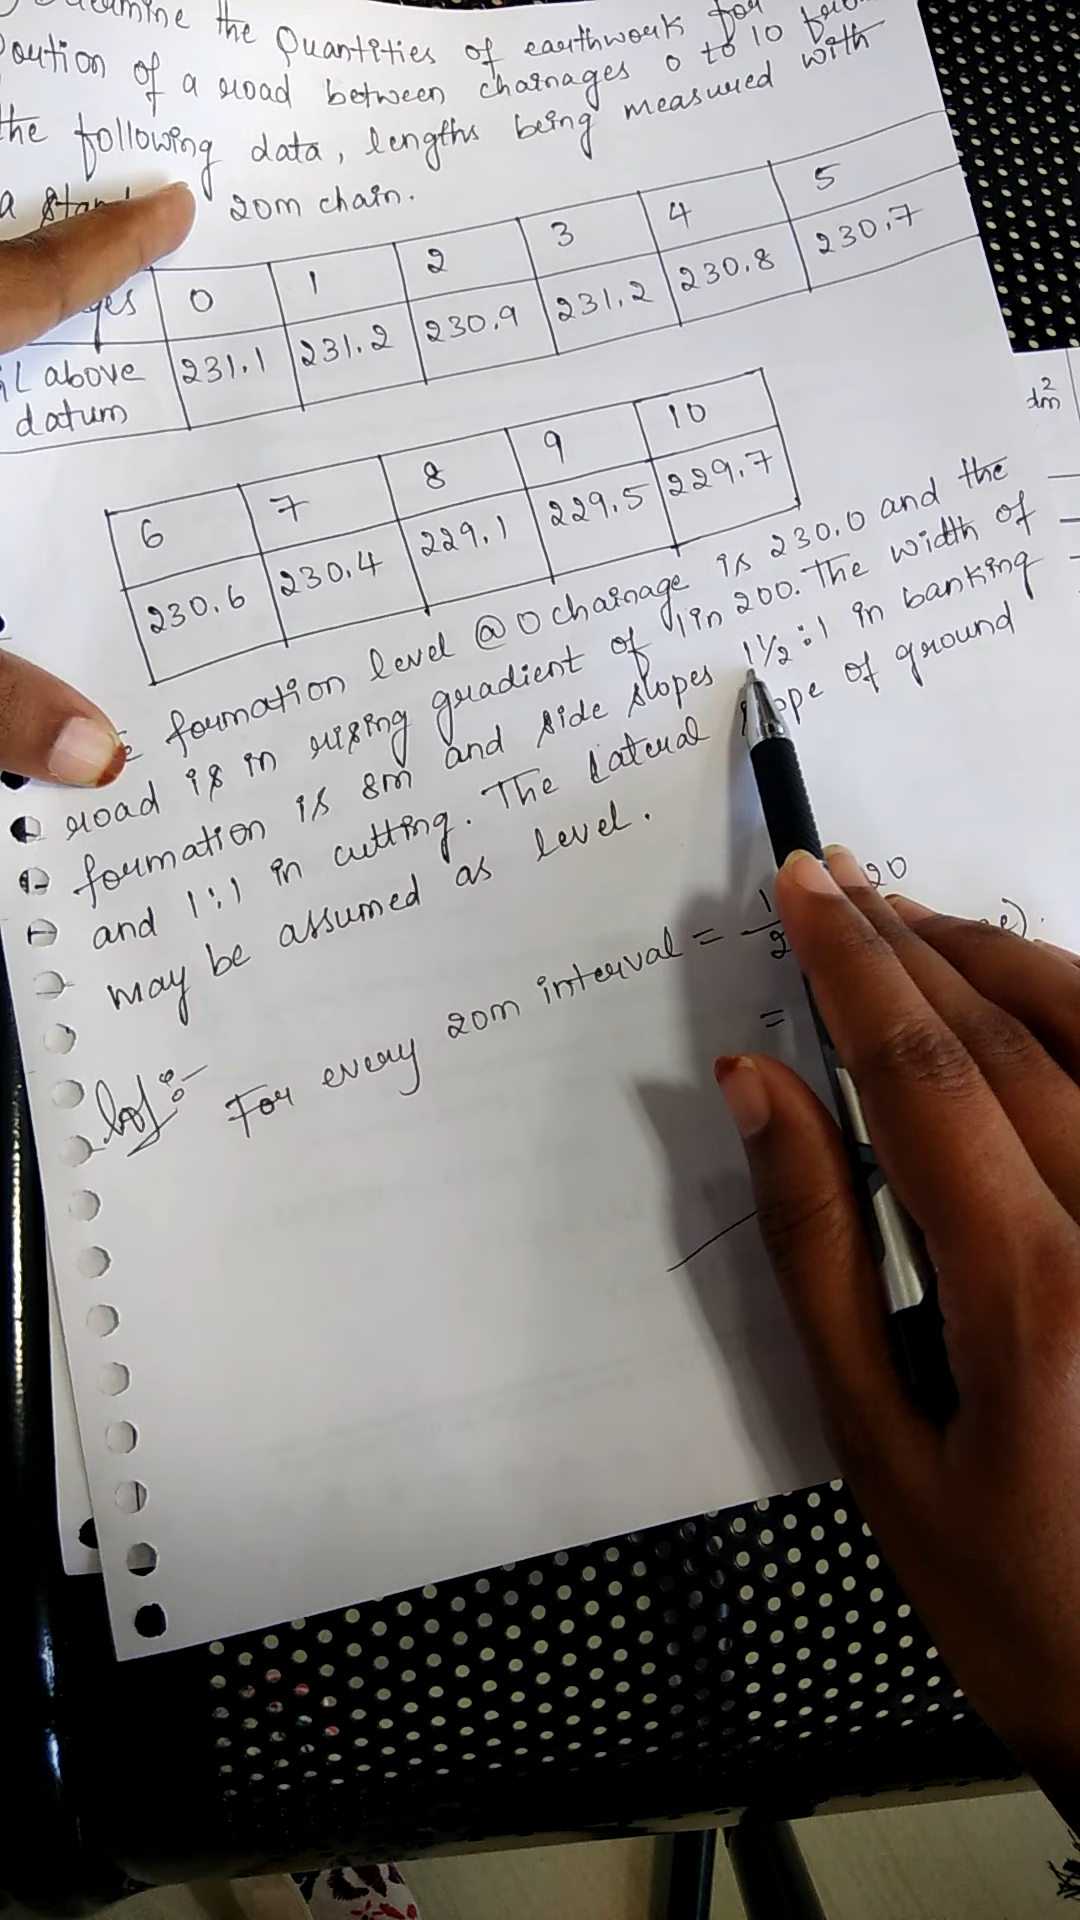 the Quantities of earthwork for
of a road between chainages 0 to 10
the following data, lengths being measured with
a 20m chain.
0 1 2 3 4 5
above datum 231.1 231.2 230.9 231.2 230.8 230.7
6 7 8 9 10
230.6 230.4 229.1 229.5 229.7
formation level @ 0 chainage is 230.0 and the
road is in rising gradient of 1 in 200. The width of
formation is 8m and side slopes 1½:1 in banking
and 1:1 in cutting. The Lateral of ground
may be assumed as level.
Sol:- For every 20m interval = 20
=
dm²